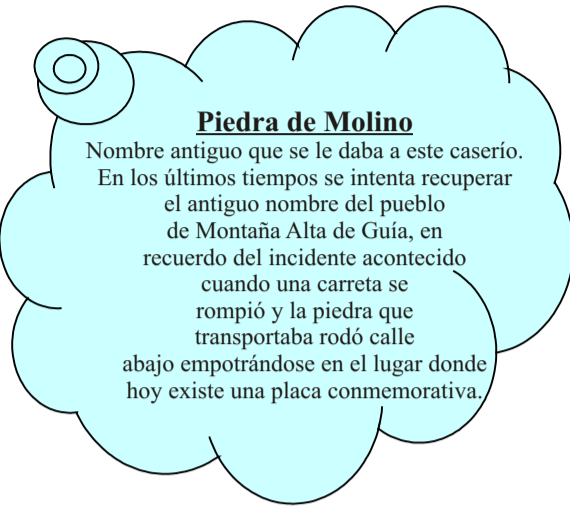 Piedra de Molino
Nombre antiguo que se le daba a este caserío.
En los últimos tiempos se intenta recuperar
el antiguo nombre del pueblo
de Montaña Alta de Guía, en
recuerdo del incidente acontecido
cuando una carreta se
rompió y la piedra que
transportaba rodó calle
abajo empotrándose en el lugar donde
hoy existe una placa conmemorativa.